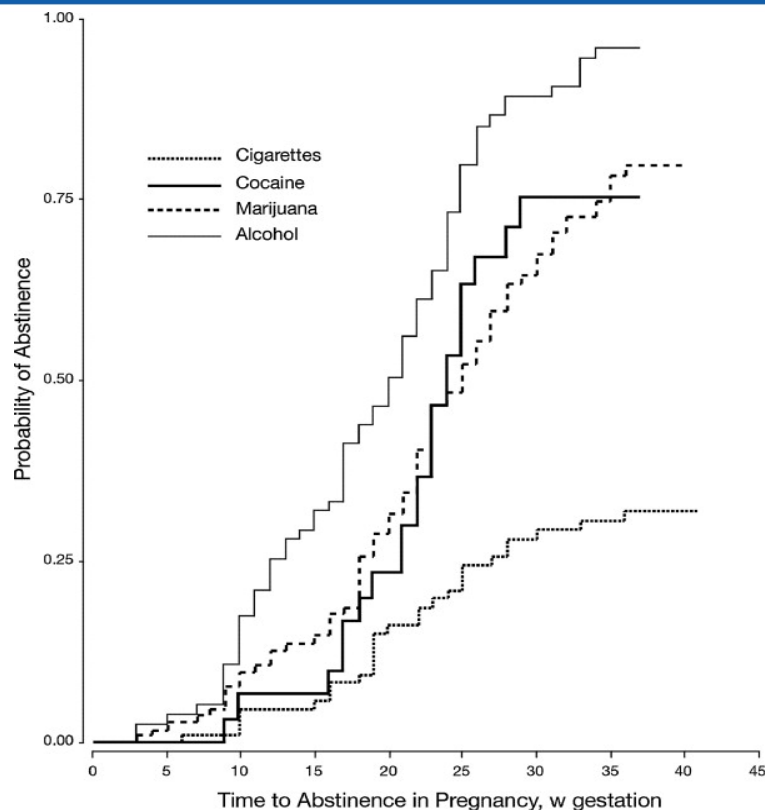 1.00
Cigarettes
Cocaine
Marijuana
Alcohol
0.75
Probability of Abstinence
0.50
0.25
0.00
0 5 10 15 20 25 30 35 40 45
Time to Abstinence in Pregnancy, w gestation